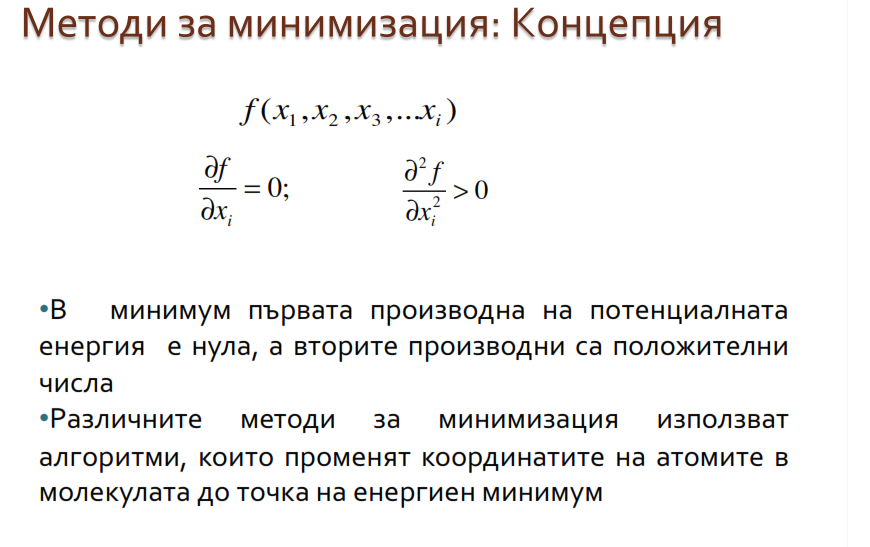 Методи за минимизация: Концепция
f(x₁,x₂,x₃,...xᵢ)
∂f/∂xᵢ = 0; ∂²f/∂xᵢ² > 0
•В минимум първата производна на потенциалната
енергия е нула, а вторите производни са положителни
числа
•Различните методи за минимизация използват
алгоритми, които променят координатите на атомите в
молекулата до точка на енергиен минимум